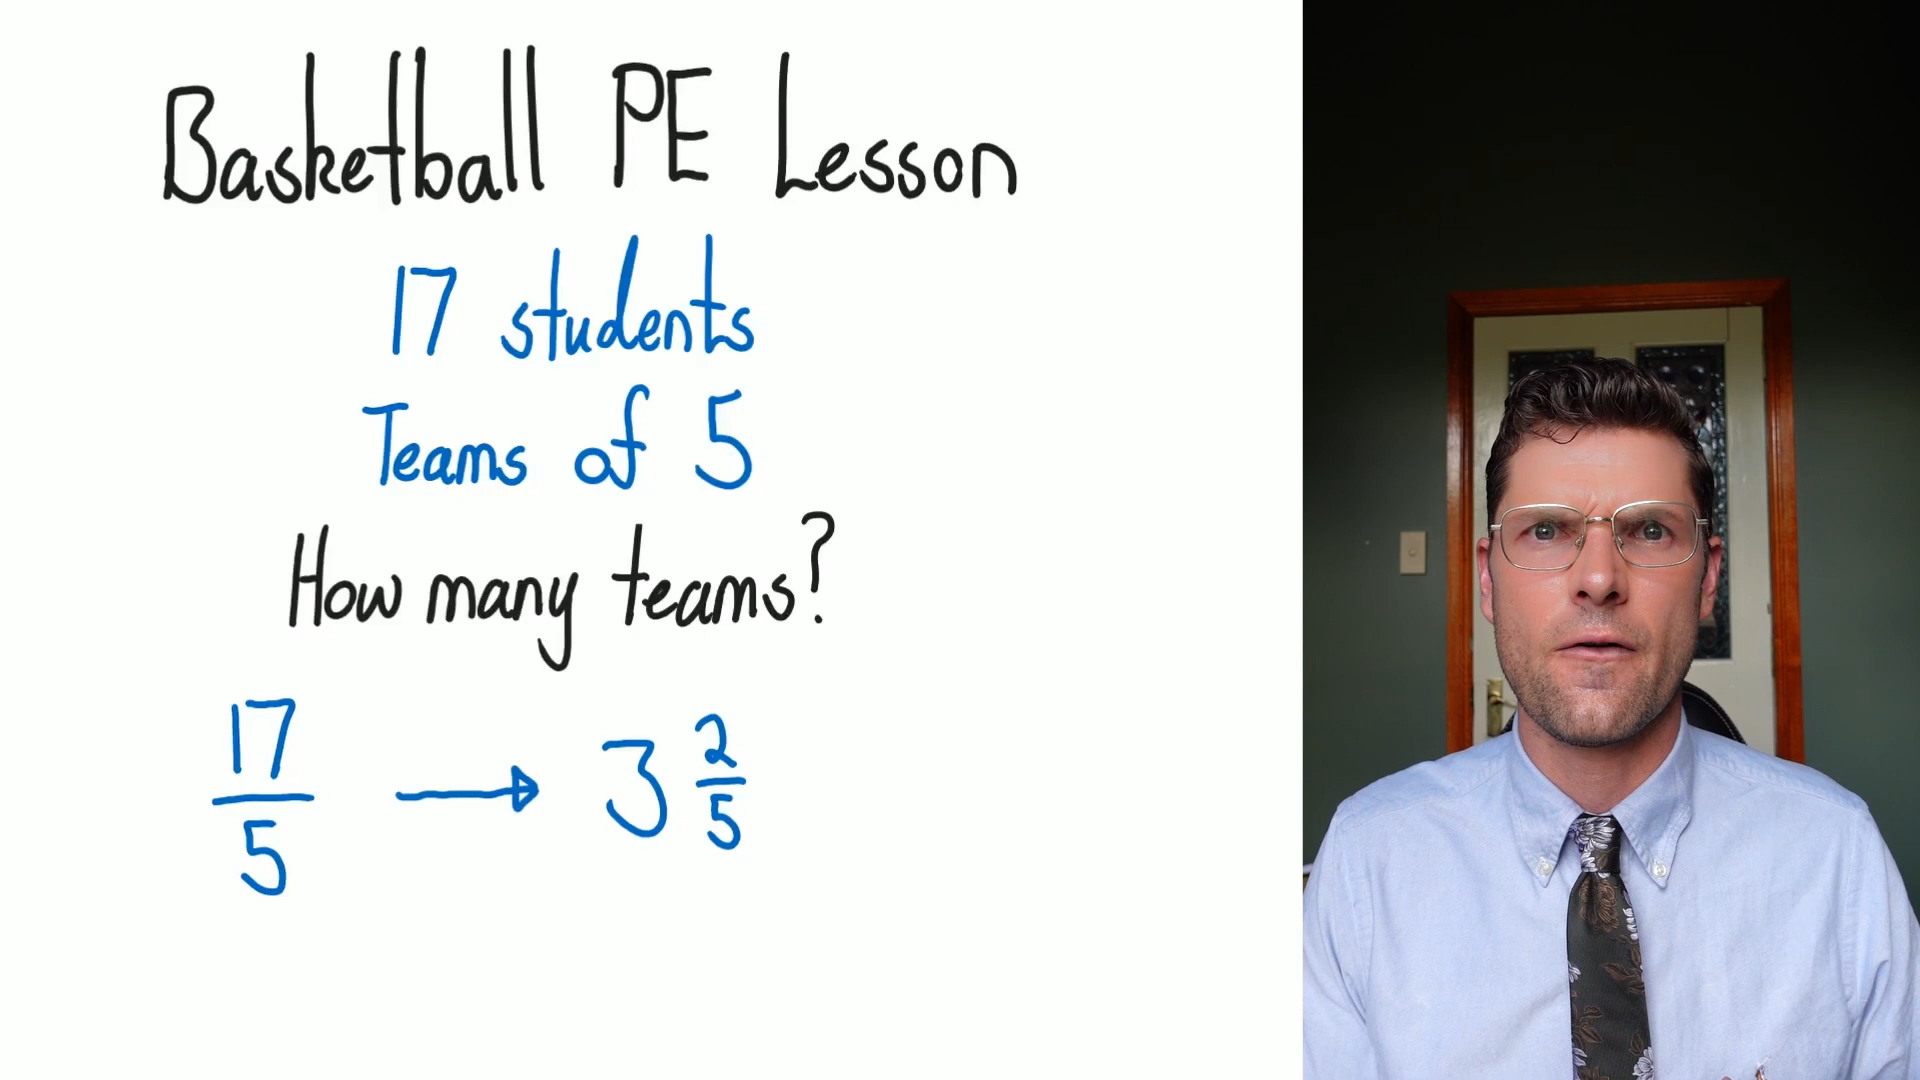 Basketball PE Lesson
17 students
Teams of 5
How many teams?
17/5 → 3 2/5